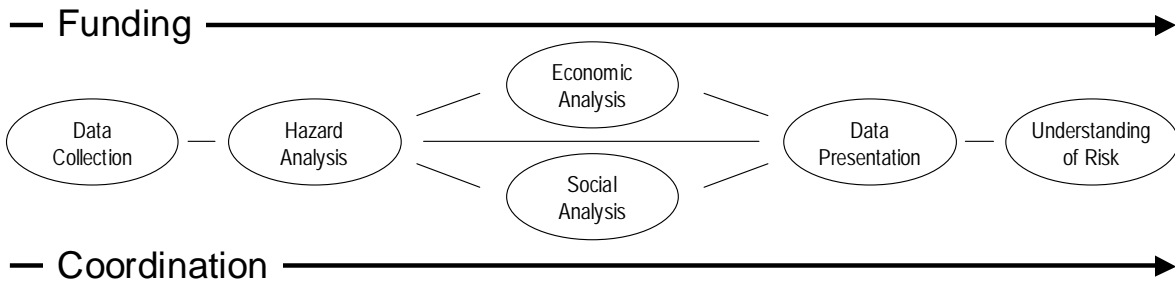 Funding
Economic
Analysis
Data
Collection
Hazard
Analysis
Data
Presentation
Understanding
of Risk
Social
Analysis
Coordination